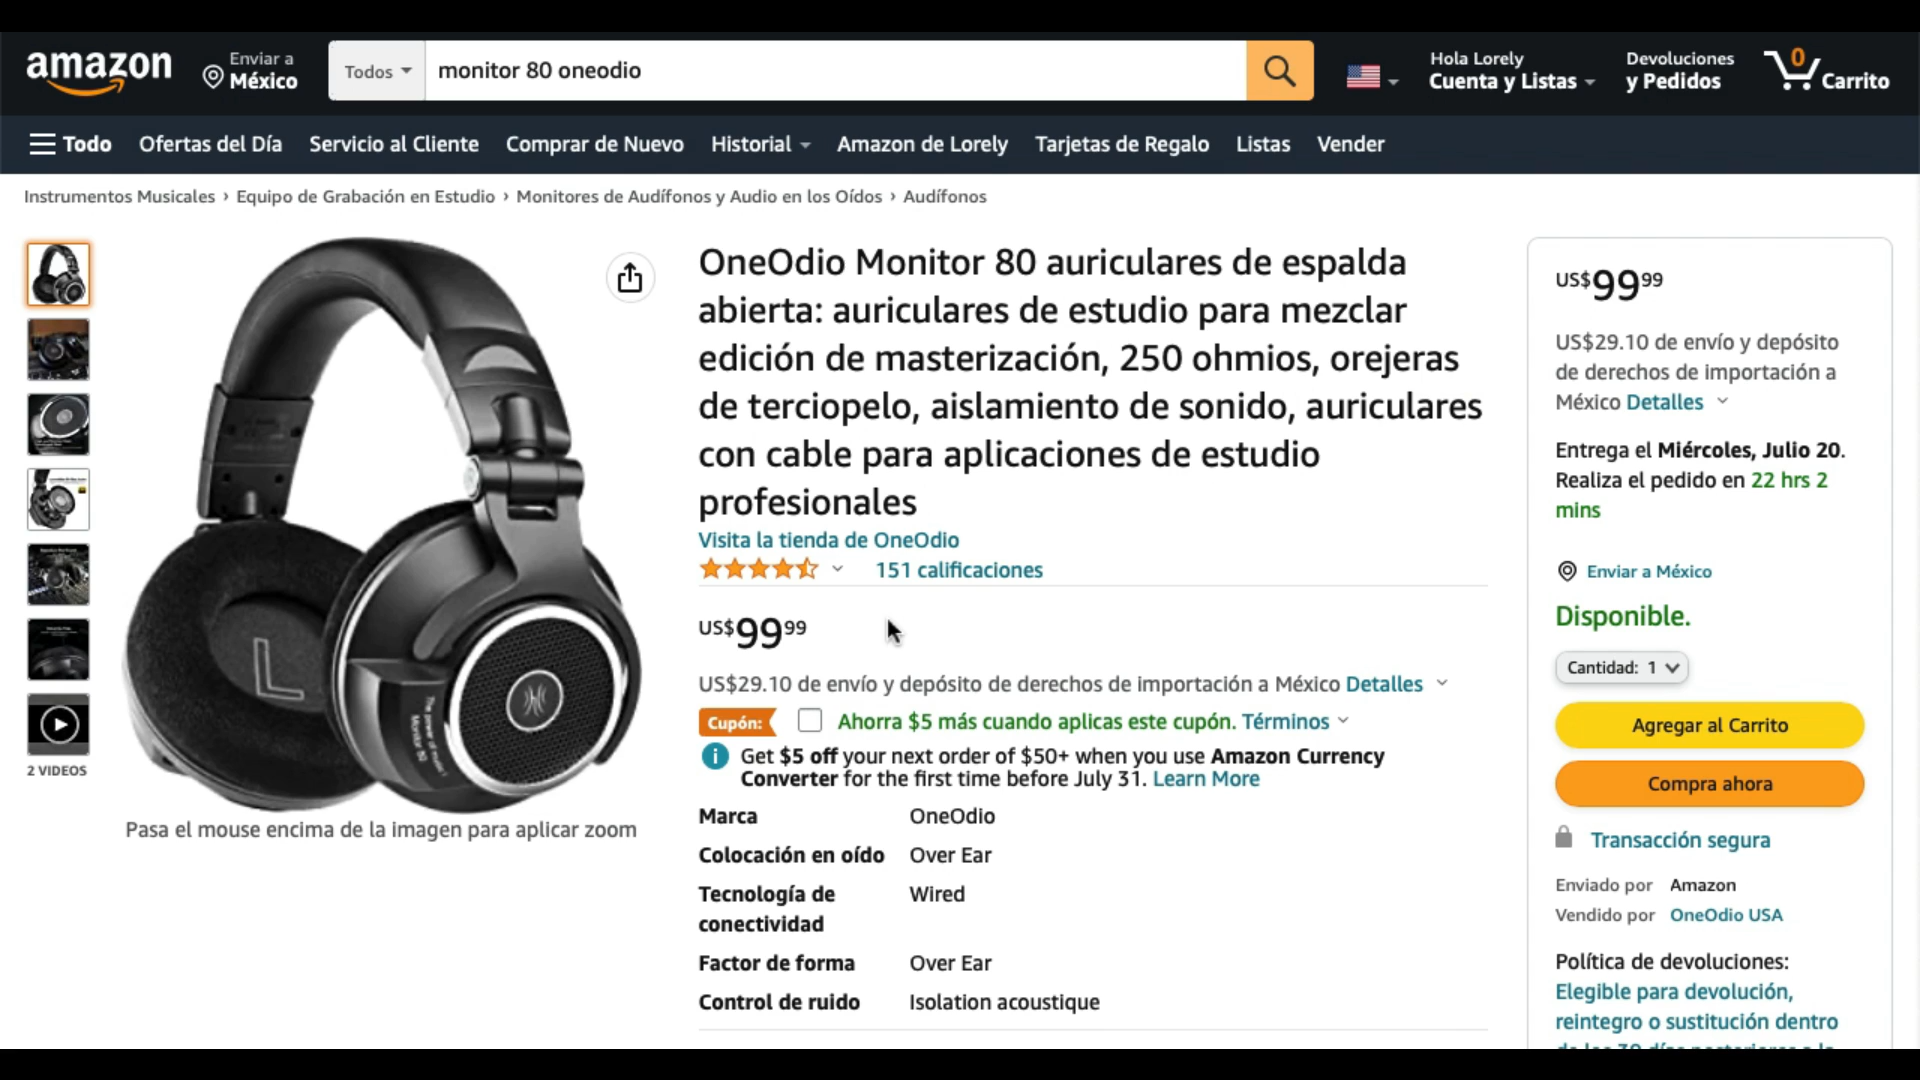 amazon
Enviar a
México
Todos
monitor 80 oneodio
Hola Lorely
Cuenta y Listas
Devoluciones
y Pedidos
0
Carrito
Todo
Ofertas del Día
Servicio al Cliente
Comprar de Nuevo
Historial
Amazon de Lorely
Tarjetas de Regalo
Listas
Vender
Instrumentos Musicales › Equipo de Grabación en Estudio › Monitores de Audífonos y Audio en los Oídos › Audífonos
2 VIDEOS
L
The power of music!
Monitor 80
Pasa el mouse encima de la imagen para aplicar zoom
OneOdio Monitor 80 auriculares de espalda
abierta: auriculares de estudio para mezclar
edición de masterización, 250 ohmios, orejeras
de terciopelo, aislamiento de sonido, auriculares
con cable para aplicaciones de estudio
profesionales
Visita la tienda de OneOdio
151 calificaciones
US$99 99
US$29.10 de envío y depósito de derechos de importación a México Detalles
Cupón: Ahorra $5 más cuando aplicas este cupón. Términos
Get $5 off your next order of $50+ when you use Amazon Currency
Converter for the first time before July 31. Learn More
Marca OneOdio
Colocación en oído Over Ear
Tecnología de Wired
conectividad
Factor de forma Over Ear
Control de ruido Isolation acoustique
US$99 99
US$29.10 de envío y depósito
de derechos de importación a
México Detalles
Entrega el Miércoles, Julio 20.
Realiza el pedido en 22 hrs 2
mins
Enviar a México
Disponible.
Cantidad: 1
Agregar al Carrito
Compra ahora
Transacción segura
Enviado por Amazon
Vendido por OneOdio USA
Política de devoluciones:
Elegible para devolución,
reintegro o sustitución dentro